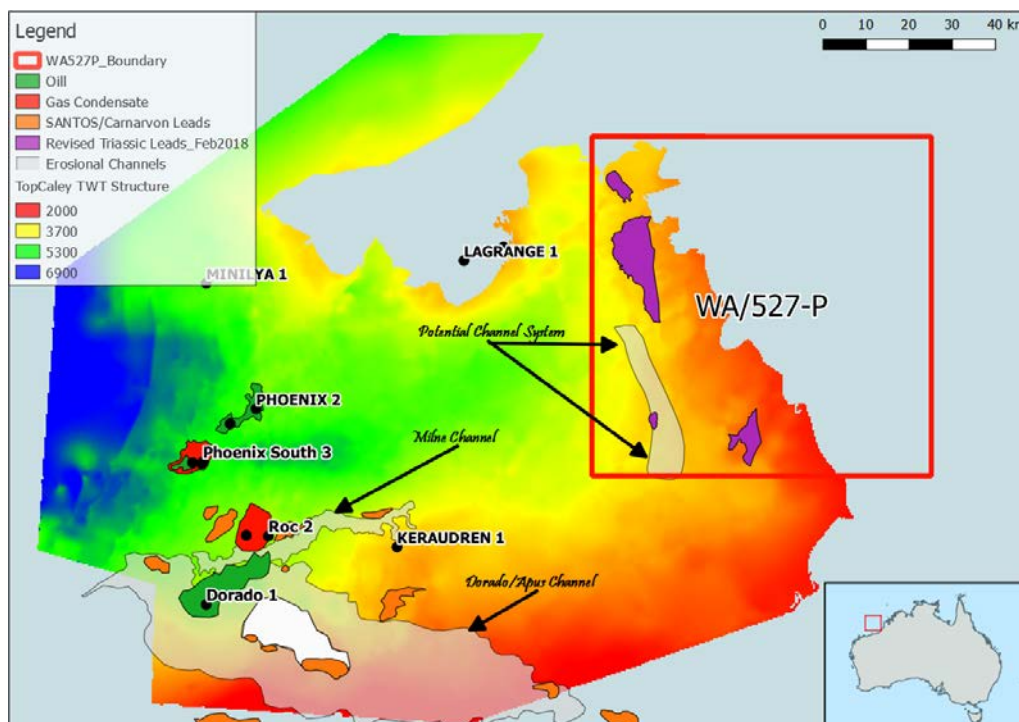 Legend
WA527P_Boundary
Oill
Gas Condensate
SANTOS/Carnarvon Leads
Revised Triassic Leads_Feb2018
Erosional Channels
TopCaley TWT Structure
2000
3700
5300
6900
0 10 20 30 40 km
MINILYA 1
LAGRANGE 1
WA/527-P
Potential Channel System
PHOENIX 2
Milne Channel
Phoenix South 3
Roc 2
KERAUDREN 1
Dorado/Apus Channel
Dorado 1